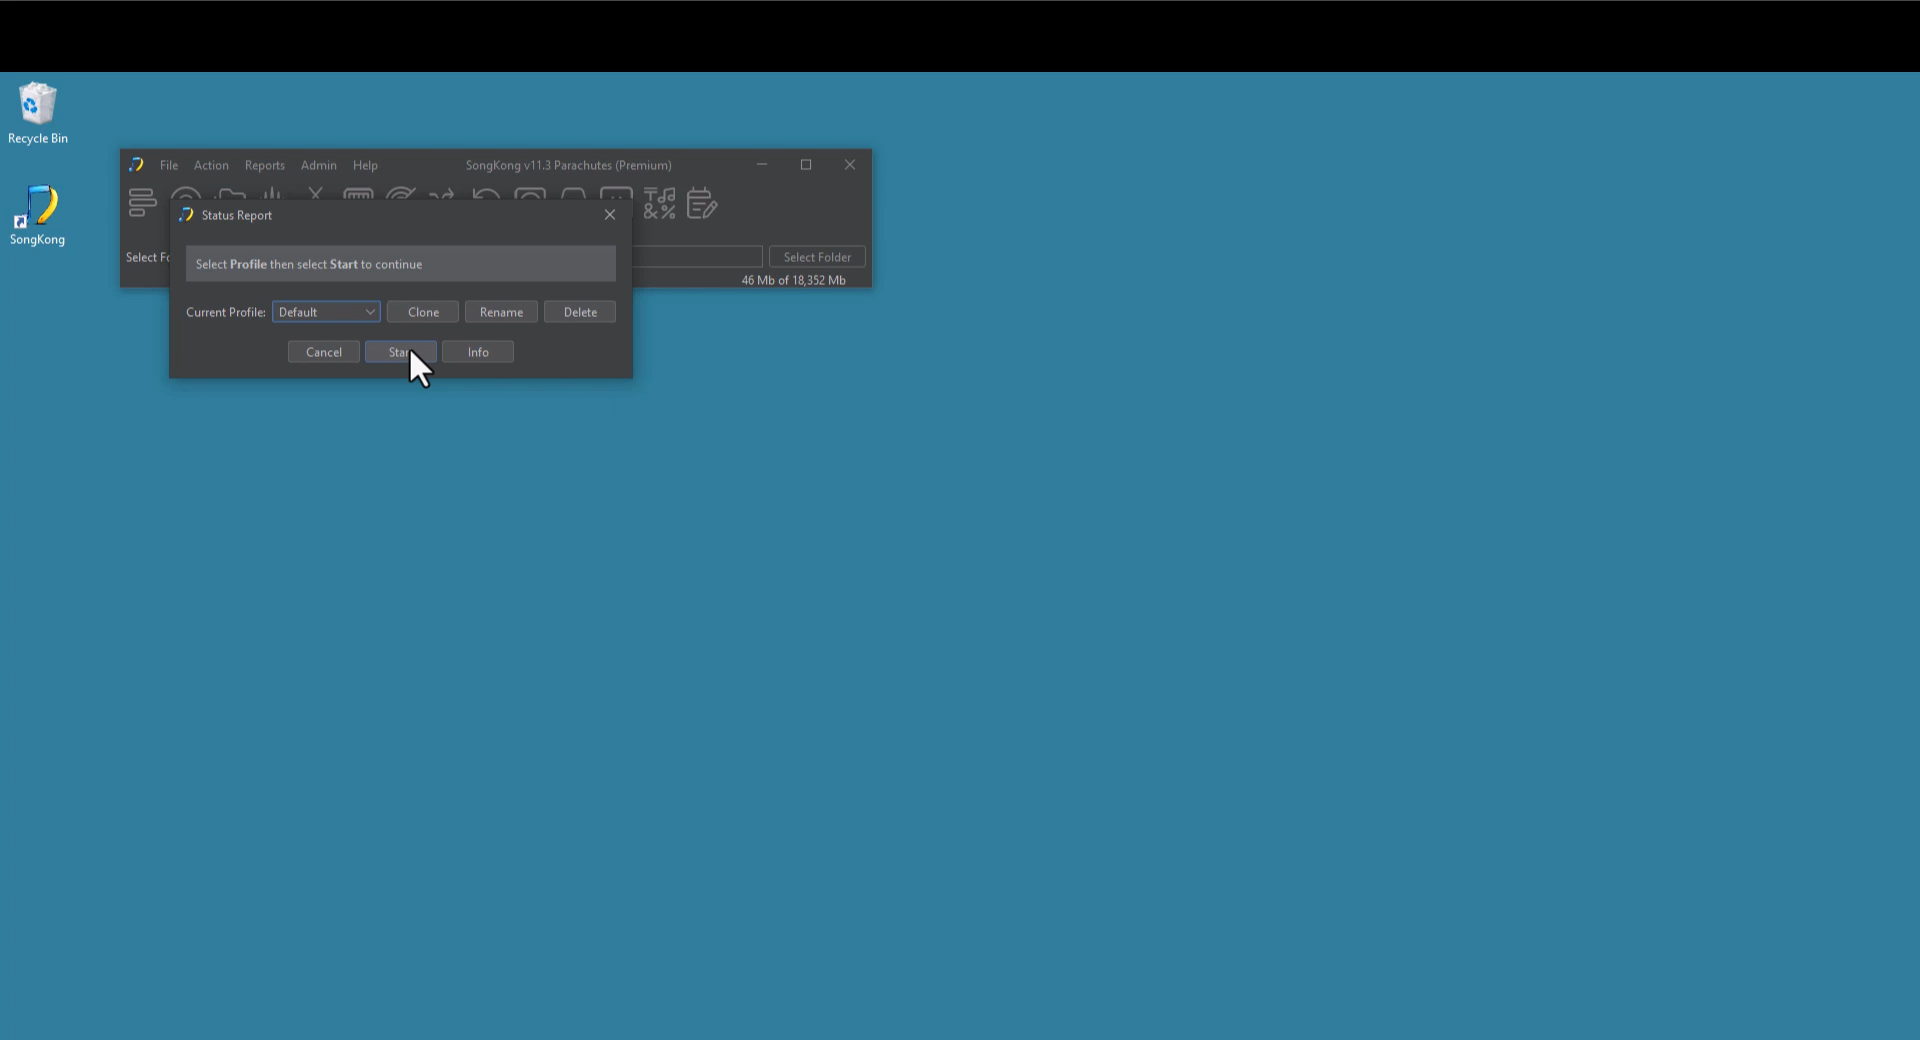 Recycle Bin
SongKong
File Action Reports Admin Help SongKong v11.3 Parachutes (Premium)
Status Report
Select Folder
Select Profile then select Start to continue
46 Mb of 18,352 Mb
Current Profile: Default Clone Rename Delete
Cancel Info